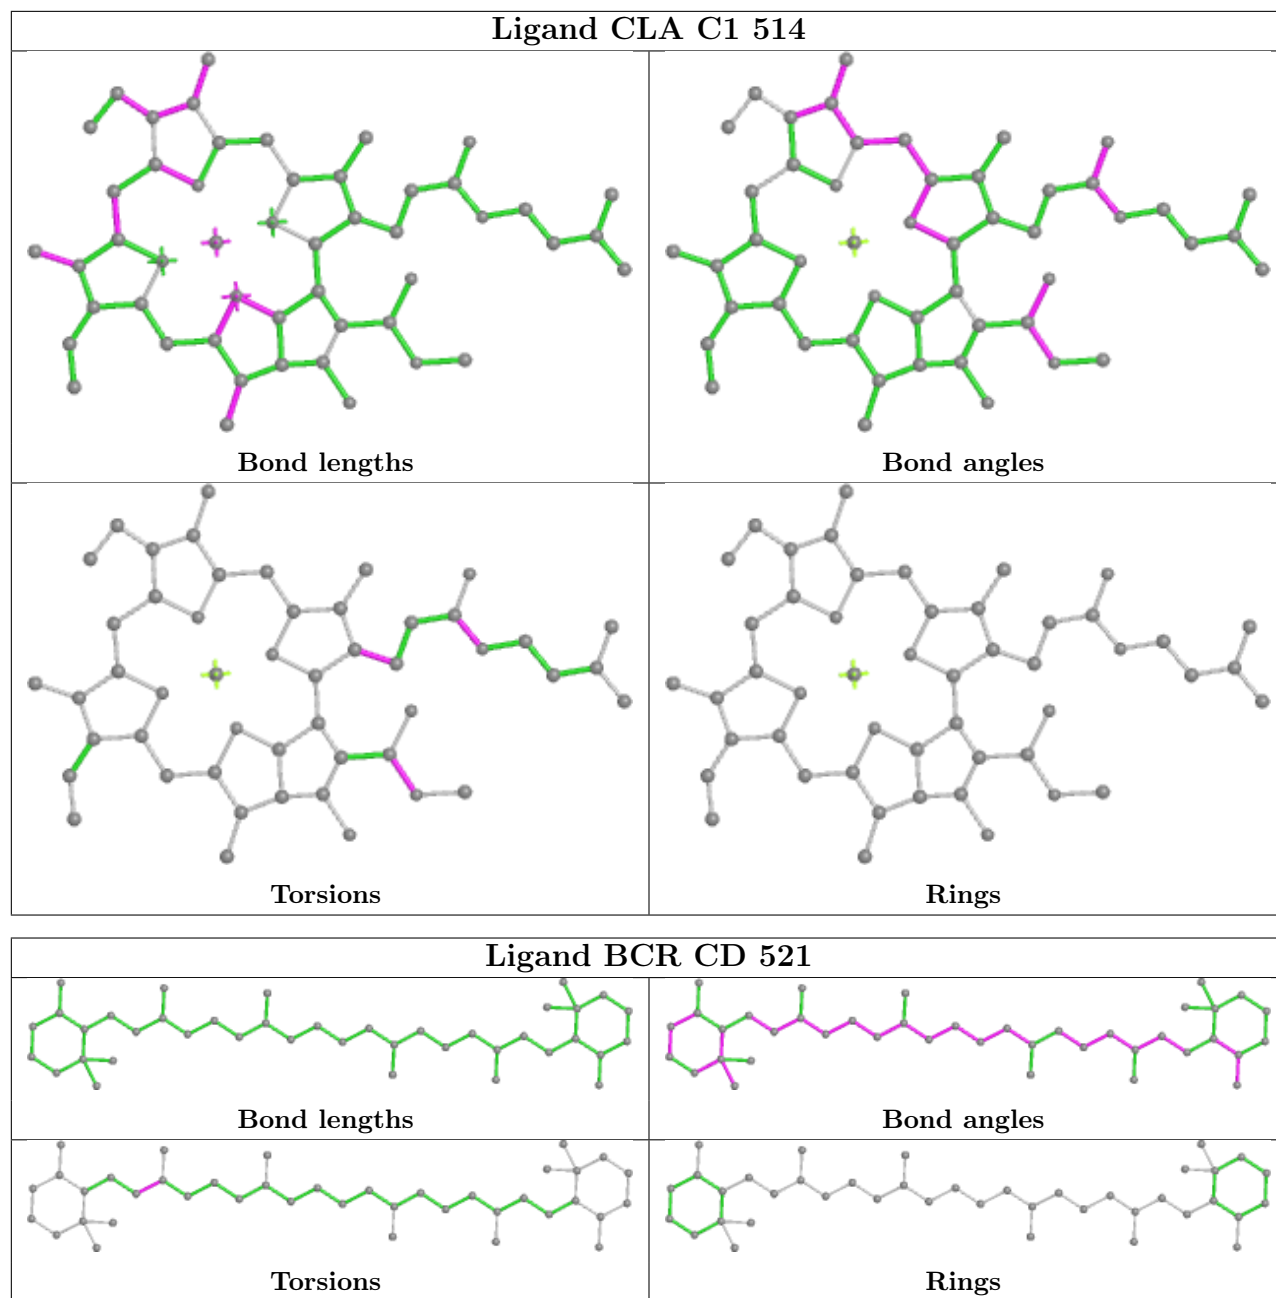 Ligand CLA C1 514
Bond lengths
Bond angles
Torsions
Rings
Ligand BCR CD 521
Bond lengths
Bond angles
Torsions
Rings